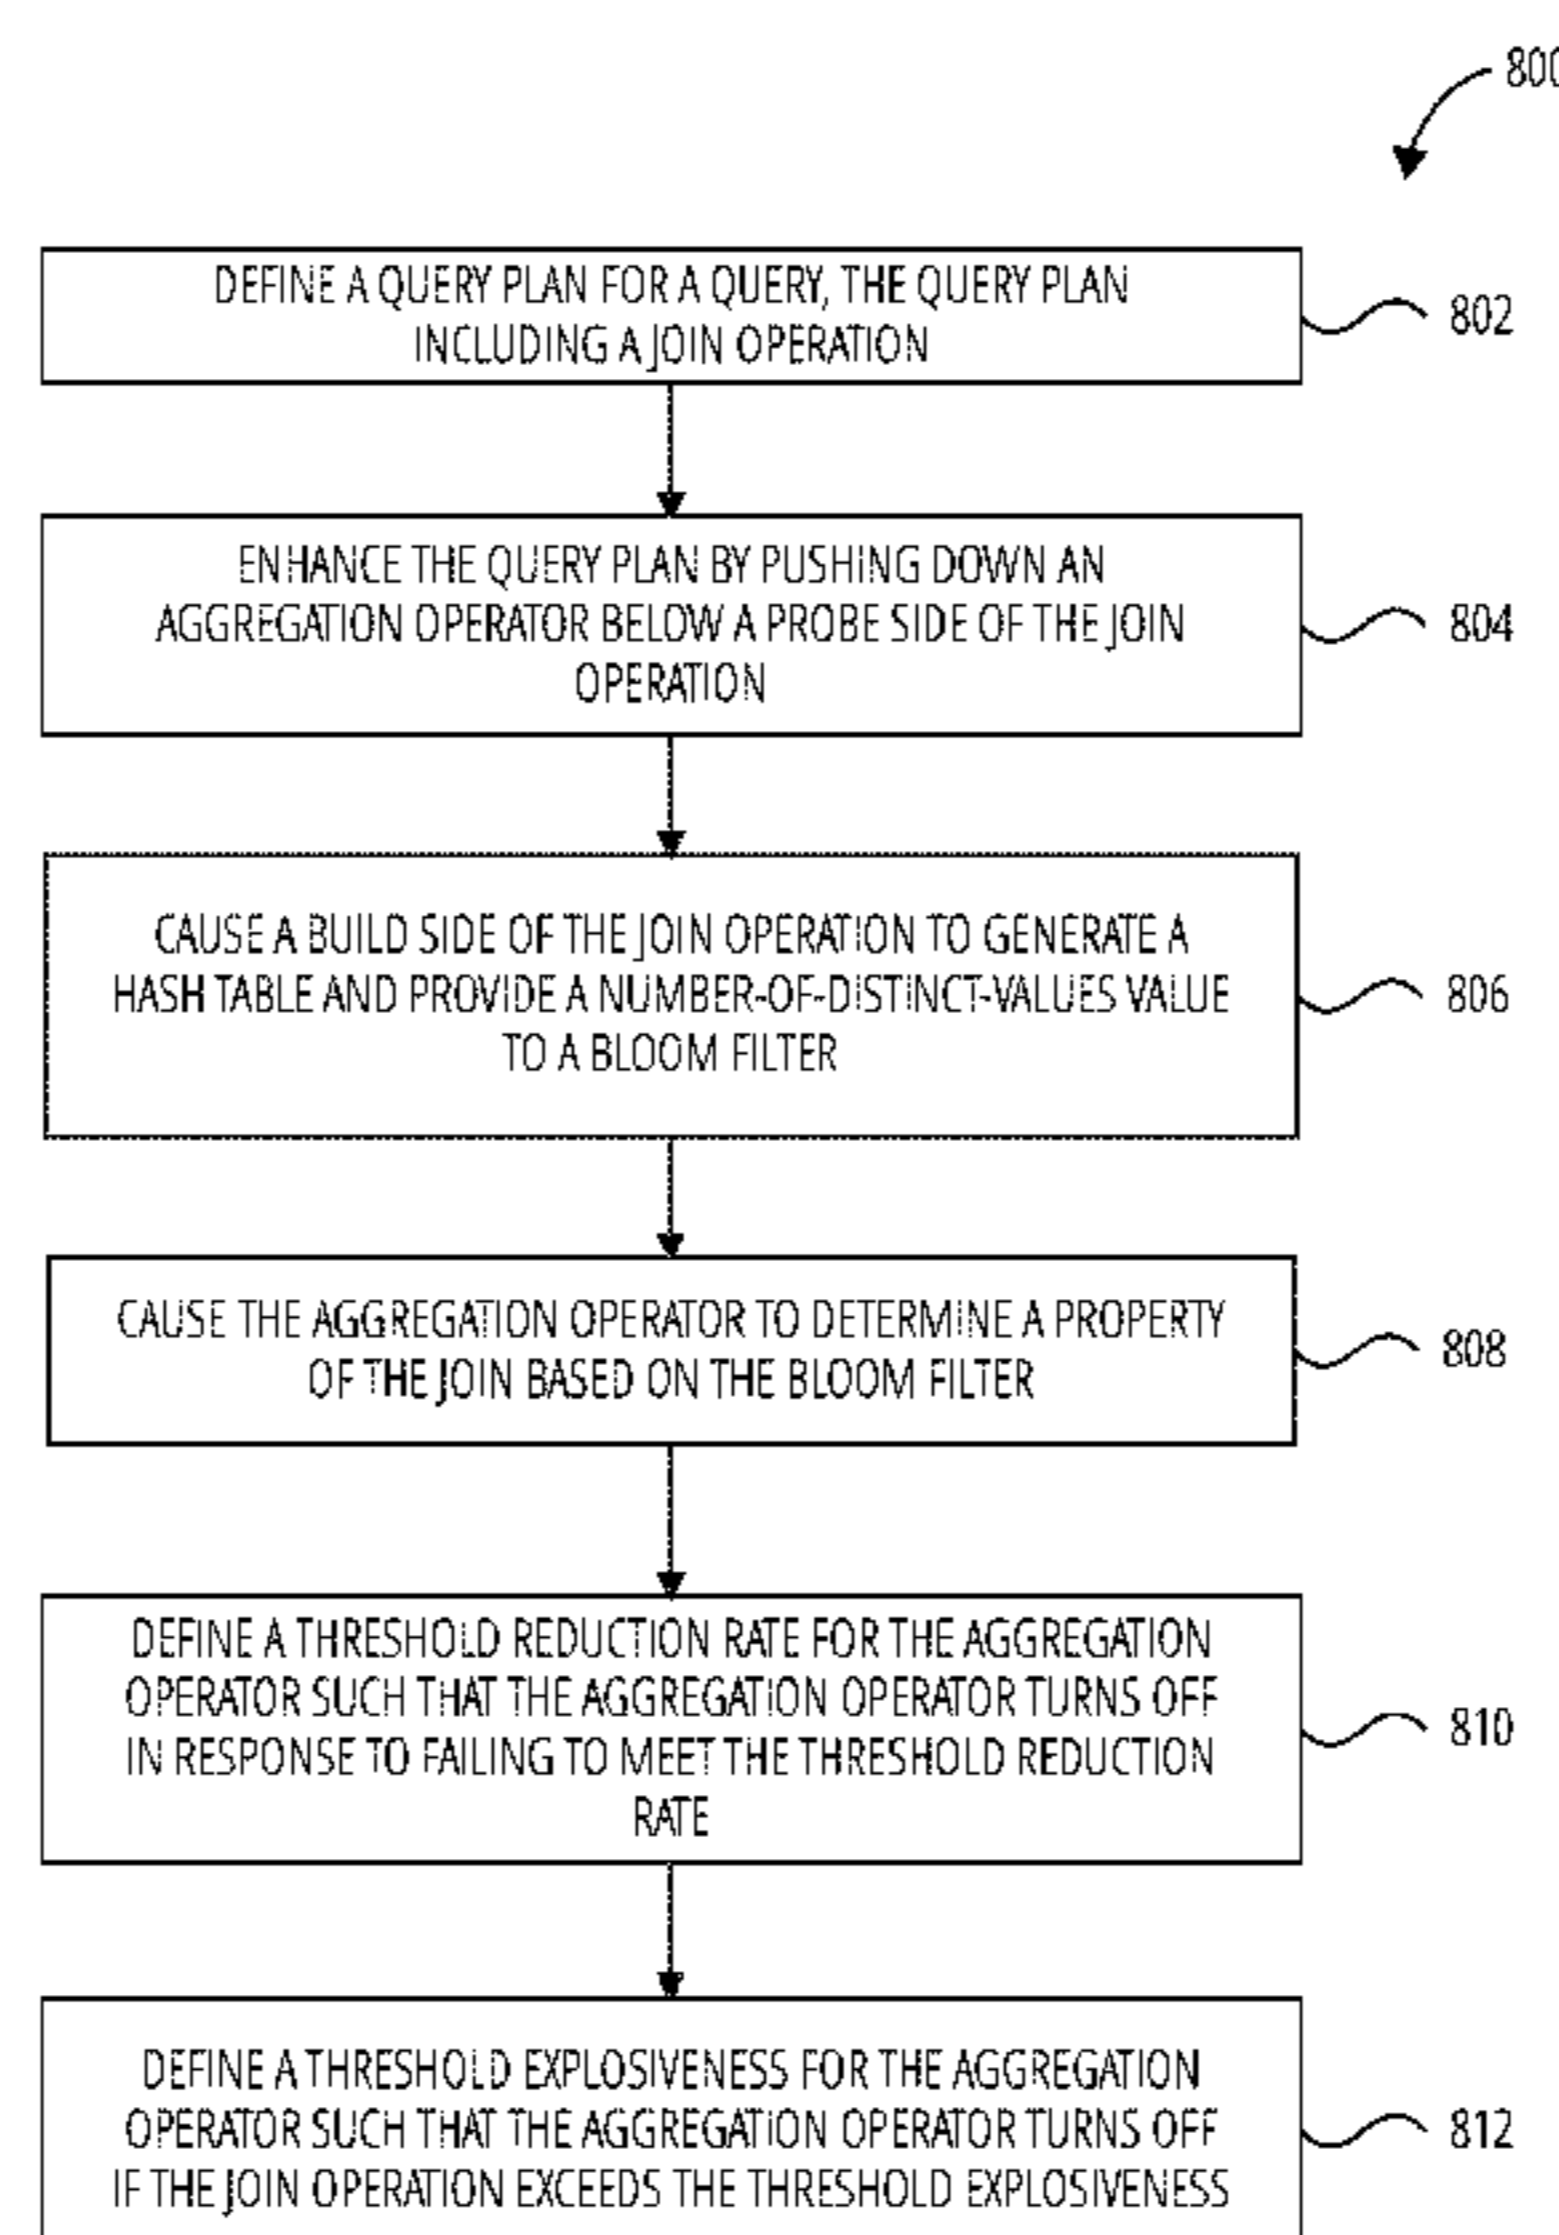 800
DEFINE A QUERY PLAN FOR A QUERY, THE QUERY PLAN
INCLUDING A JOIN OPERATION
802
ENHANCE THE QUERY PLAN BY PUSHING DOWN AN
AGGREGATION OPERATOR BELOW A PROBE SIDE OF THE JOIN
OPERATION
804
CAUSE A BUILD SIDE OF THE JOIN OPERATION TO GENERATE A
HASH TABLE AND PROVIDE A NUMBER-OF-DISTINCT-VALUES VALUE
TO A BLOOM FILTER
806
CAUSE THE AGGREGATION OPERATOR TO DETERMINE A PROPERTY
OF THE JOIN BASED ON THE BLOOM FILTER
808
DEFINE A THRESHOLD REDUCTION RATE FOR THE AGGREGATION
OPERATOR SUCH THAT THE AGGREGATION OPERATOR TURNS OFF
IN RESPONSE TO FAILING TO MEET THE THRESHOLD REDUCTION
RATE
810
DEFINE A THRESHOLD EXPLOSIVENESS FOR THE AGGREGATION
OPERATOR SUCH THAT THE AGGREGATION OPERATOR TURNS OFF
IF THE JOIN OPERATION EXCEEDS THE THRESHOLD EXPLOSIVENESS
812